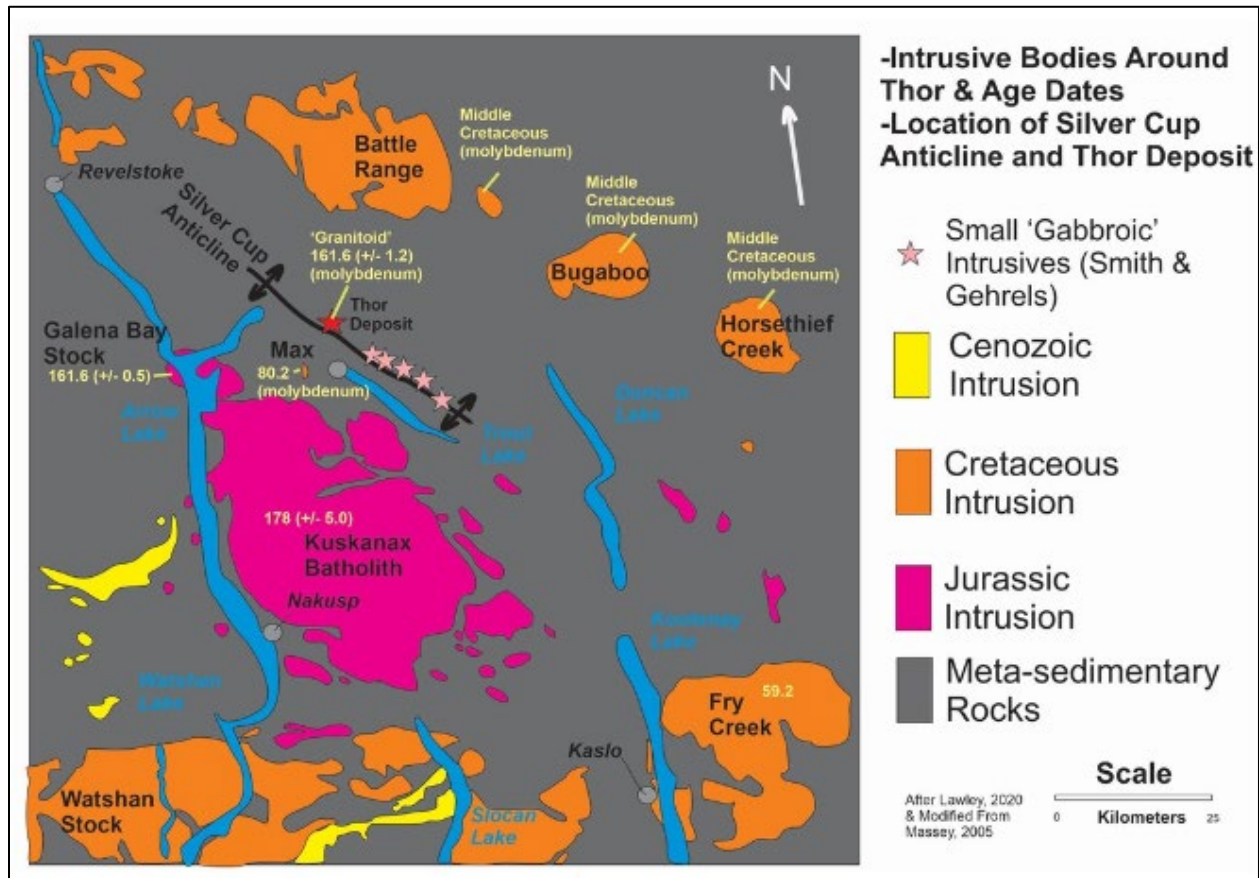 -Intrusive Bodies Around
Thor & Age Dates
-Location of Silver Cup
Anticline and Thor Deposit
N
Small ‘Gabbroic’
Intrusives (Smith &
Gehrels)
Cenozoic
Intrusion
Cretaceous
Intrusion
Jurassic
Intrusion
Meta-sedimentary
Rocks
Scale
After Lawley, 2020
& Modified From
Massey, 2005
0
Kilometers
25
Battle
Range
Middle
Cretaceous
(molybdenum)
Revelstoke
Middle
Cretaceous
(molybdenum)
Silver Cup
Anticline
‘Granitoid’
161.6 (+/- 1.2)
(molybdenum)
Bugaboo
Middle
Cretaceous
(molybdenum)
Thor
Deposit
Horsethief
Creek
Galena Bay
Stock
161.6 (+/- 0.5)
Max
80.2
(molybdenum)
Arrow
Lake
Trout
Lake
Duncan
Lake
178 (+/- 5.0)
Kuskanax
Batholith
Nakusp
Kootenay
Lake
Watshan
Lake
Fry
Creek
59.2
Kaslo
Watshan
Stock
Slocan
Lake